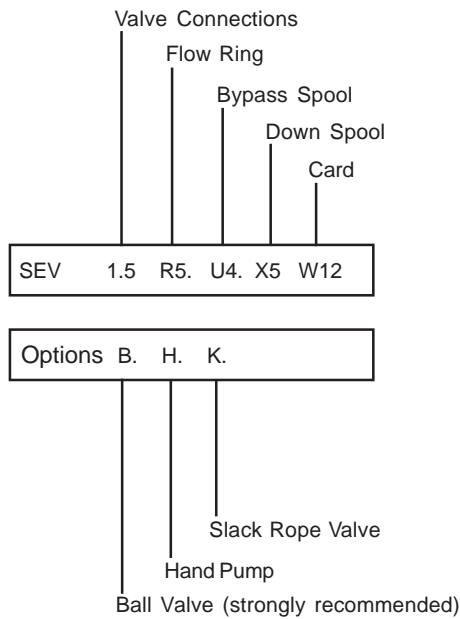 Valve Connections
Flow Ring
Bypass Spool
Down Spool
Card
SEV 1.5 R5. U4. X5 W12
Options B. H. K.
Slack Rope Valve
Hand Pump
Ball Valve (strongly recommended)